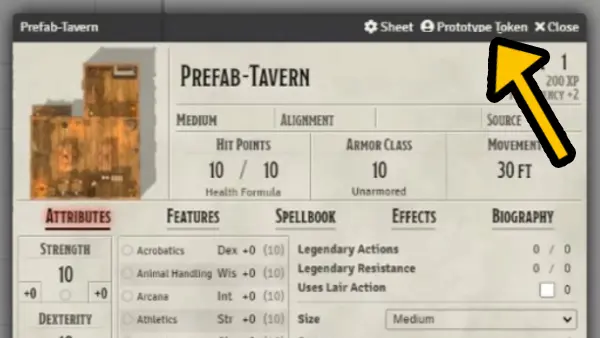 Prefab-Tavern Sheet Prototype Token Close
PREFAB-TAVERN 1
200 XP
+2
MEDIUM ALIGNMENT SOURCE
HIT POINTS ARMOR CLASS MOVEMENT
10 / 10 10 30 FT
Health Formula Unarmored
ATTRIBUTES FEATURES SPELLBOOK EFFECTS BIOGRAPHY
STRENGTH
10
+0 +0
DEXTERITY
Acrobatics Dex +0 (10)
Animal Handling Wis +0 (10)
Arcana Int +0 (10)
Athletics Str +0 (10)
Legendary Actions 0 / 0
Legendary Resistance 0 / 0
Uses Lair Action 0
Size Medium